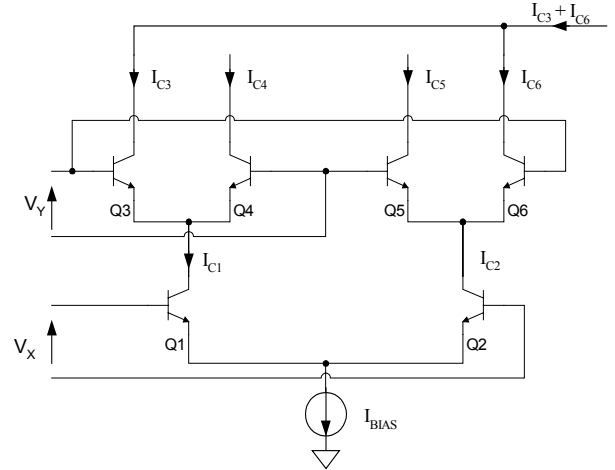 I_C3 + I_C6
I_C3 I_C4 I_C5 I_C6
V_Y Q3 Q4 Q5 Q6
I_C1 I_C2
V_X Q1 Q2
I_BIAS